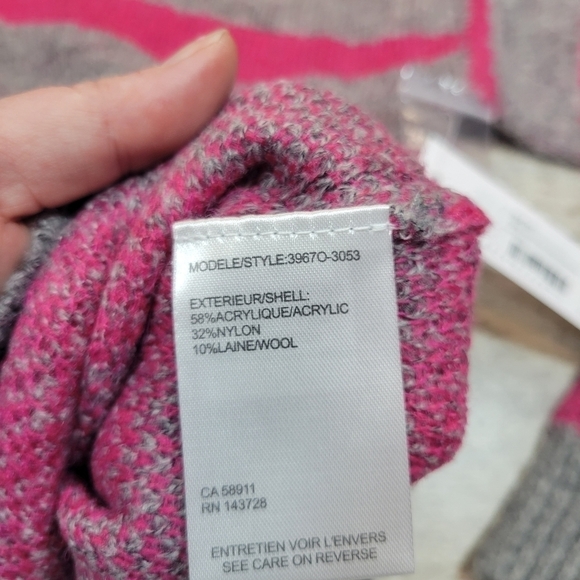 MODELE/STYLE:3967O-3053
EXTERIEUR/SHELL:
58%ACRYLIQUE/ACRYLIC
32%NYLON
10%LAINE/WOOL
CA 58911
RN 143728
ENTRETIEN VOIR L'ENVERS
SEE CARE ON REVERSE